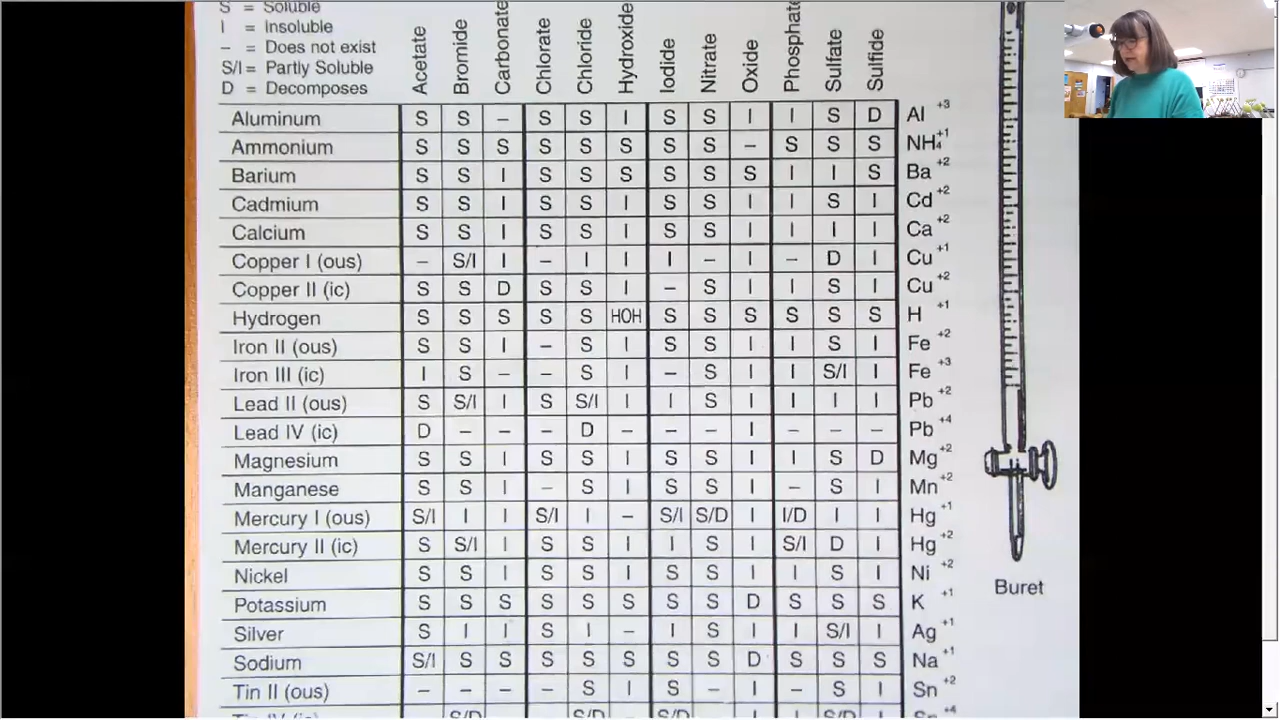 S = Soluble
I = Insoluble
– = Does not exist
S/I = Partly Soluble
D = Decomposes
Acetate Bromide Carbonate Chlorate Chloride Hydroxide Iodide Nitrate Oxide Phosphate Sulfate Sulfide
Aluminum S S – S S I S S I I S D Al +3
Ammonium S S S S S S S S – S S S NH4 +1
Barium S S I S S S S S S I I S Ba +2
Cadmium S S I S S I S S I I S I Cd +2
Calcium S S I S S I S S I I I I Ca +2
Copper I (ous) – S/I I – I I I – I – D I Cu +1
Copper II (ic) S S D S S I – S I I S I Cu +2
Hydrogen S S S S S HOH S S S S S S H +1
Iron II (ous) S S I – S I S S I I S I Fe +2
Iron III (ic) I S – – S I – S I I S/I I Fe +3
Lead II (ous) S S/I I S S/I I I S I I I I Pb +2
Lead IV (ic) D – – – D – – – I – – – Pb +4
Magnesium S S I S S I S S I I S D Mg +2
Manganese S S I – S I S S I – S I Mn +2
Mercury I (ous) S/I I I S/I I – S/I S/D I I/D I I Hg +1
Mercury II (ic) S S/I I S S I I S I S/I D I Hg +2
Nickel S S I S S I S S I I S I Ni +2
Potassium S S S S S S S S D S S S K +1
Silver S I I S I – I S I I S/I I Ag +1
Sodium S/I S S S S S S S D S S S Na +1
Tin II (ous) – – – – S I S – I – S I Sn +2
Buret